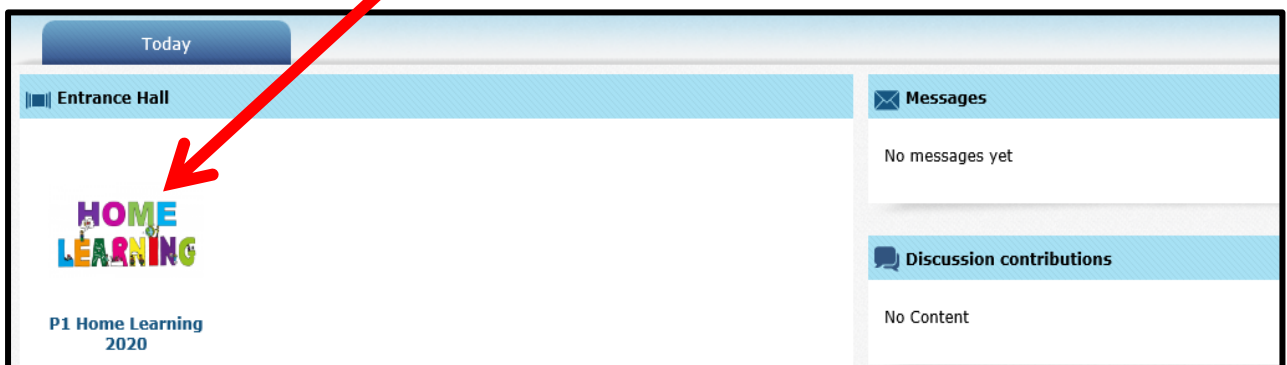 Today
Entrance Hall
HOME
LEARNING
P1 Home Learning
2020
Messages
No messages yet
Discussion contributions
No Content